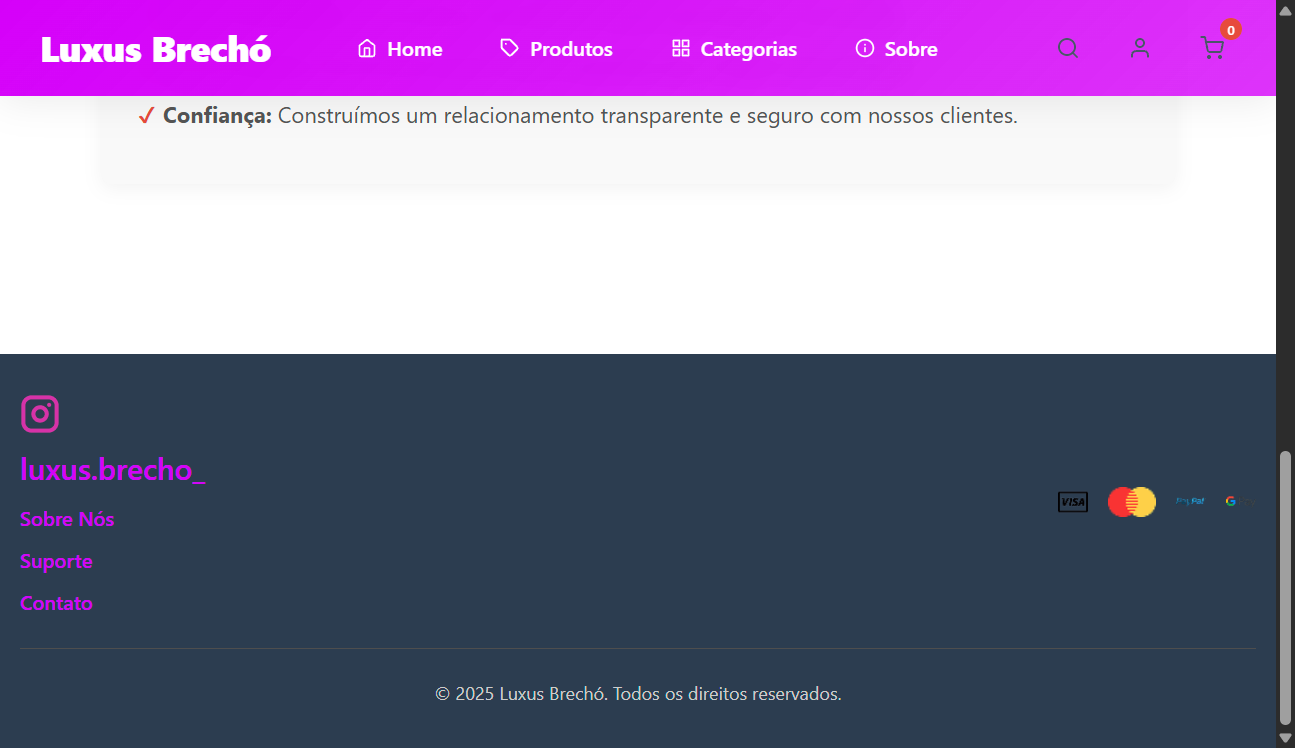 Luxus Brechó Home Produtos Categorias Sobre 0
✓ Confiança: Construímos um relacionamento transparente e seguro com nossos clientes.
luxus.brecho_
Sobre Nós
Suporte
Contato
VISA PayPal G
© 2025 Luxus Brechó. Todos os direitos reservados.